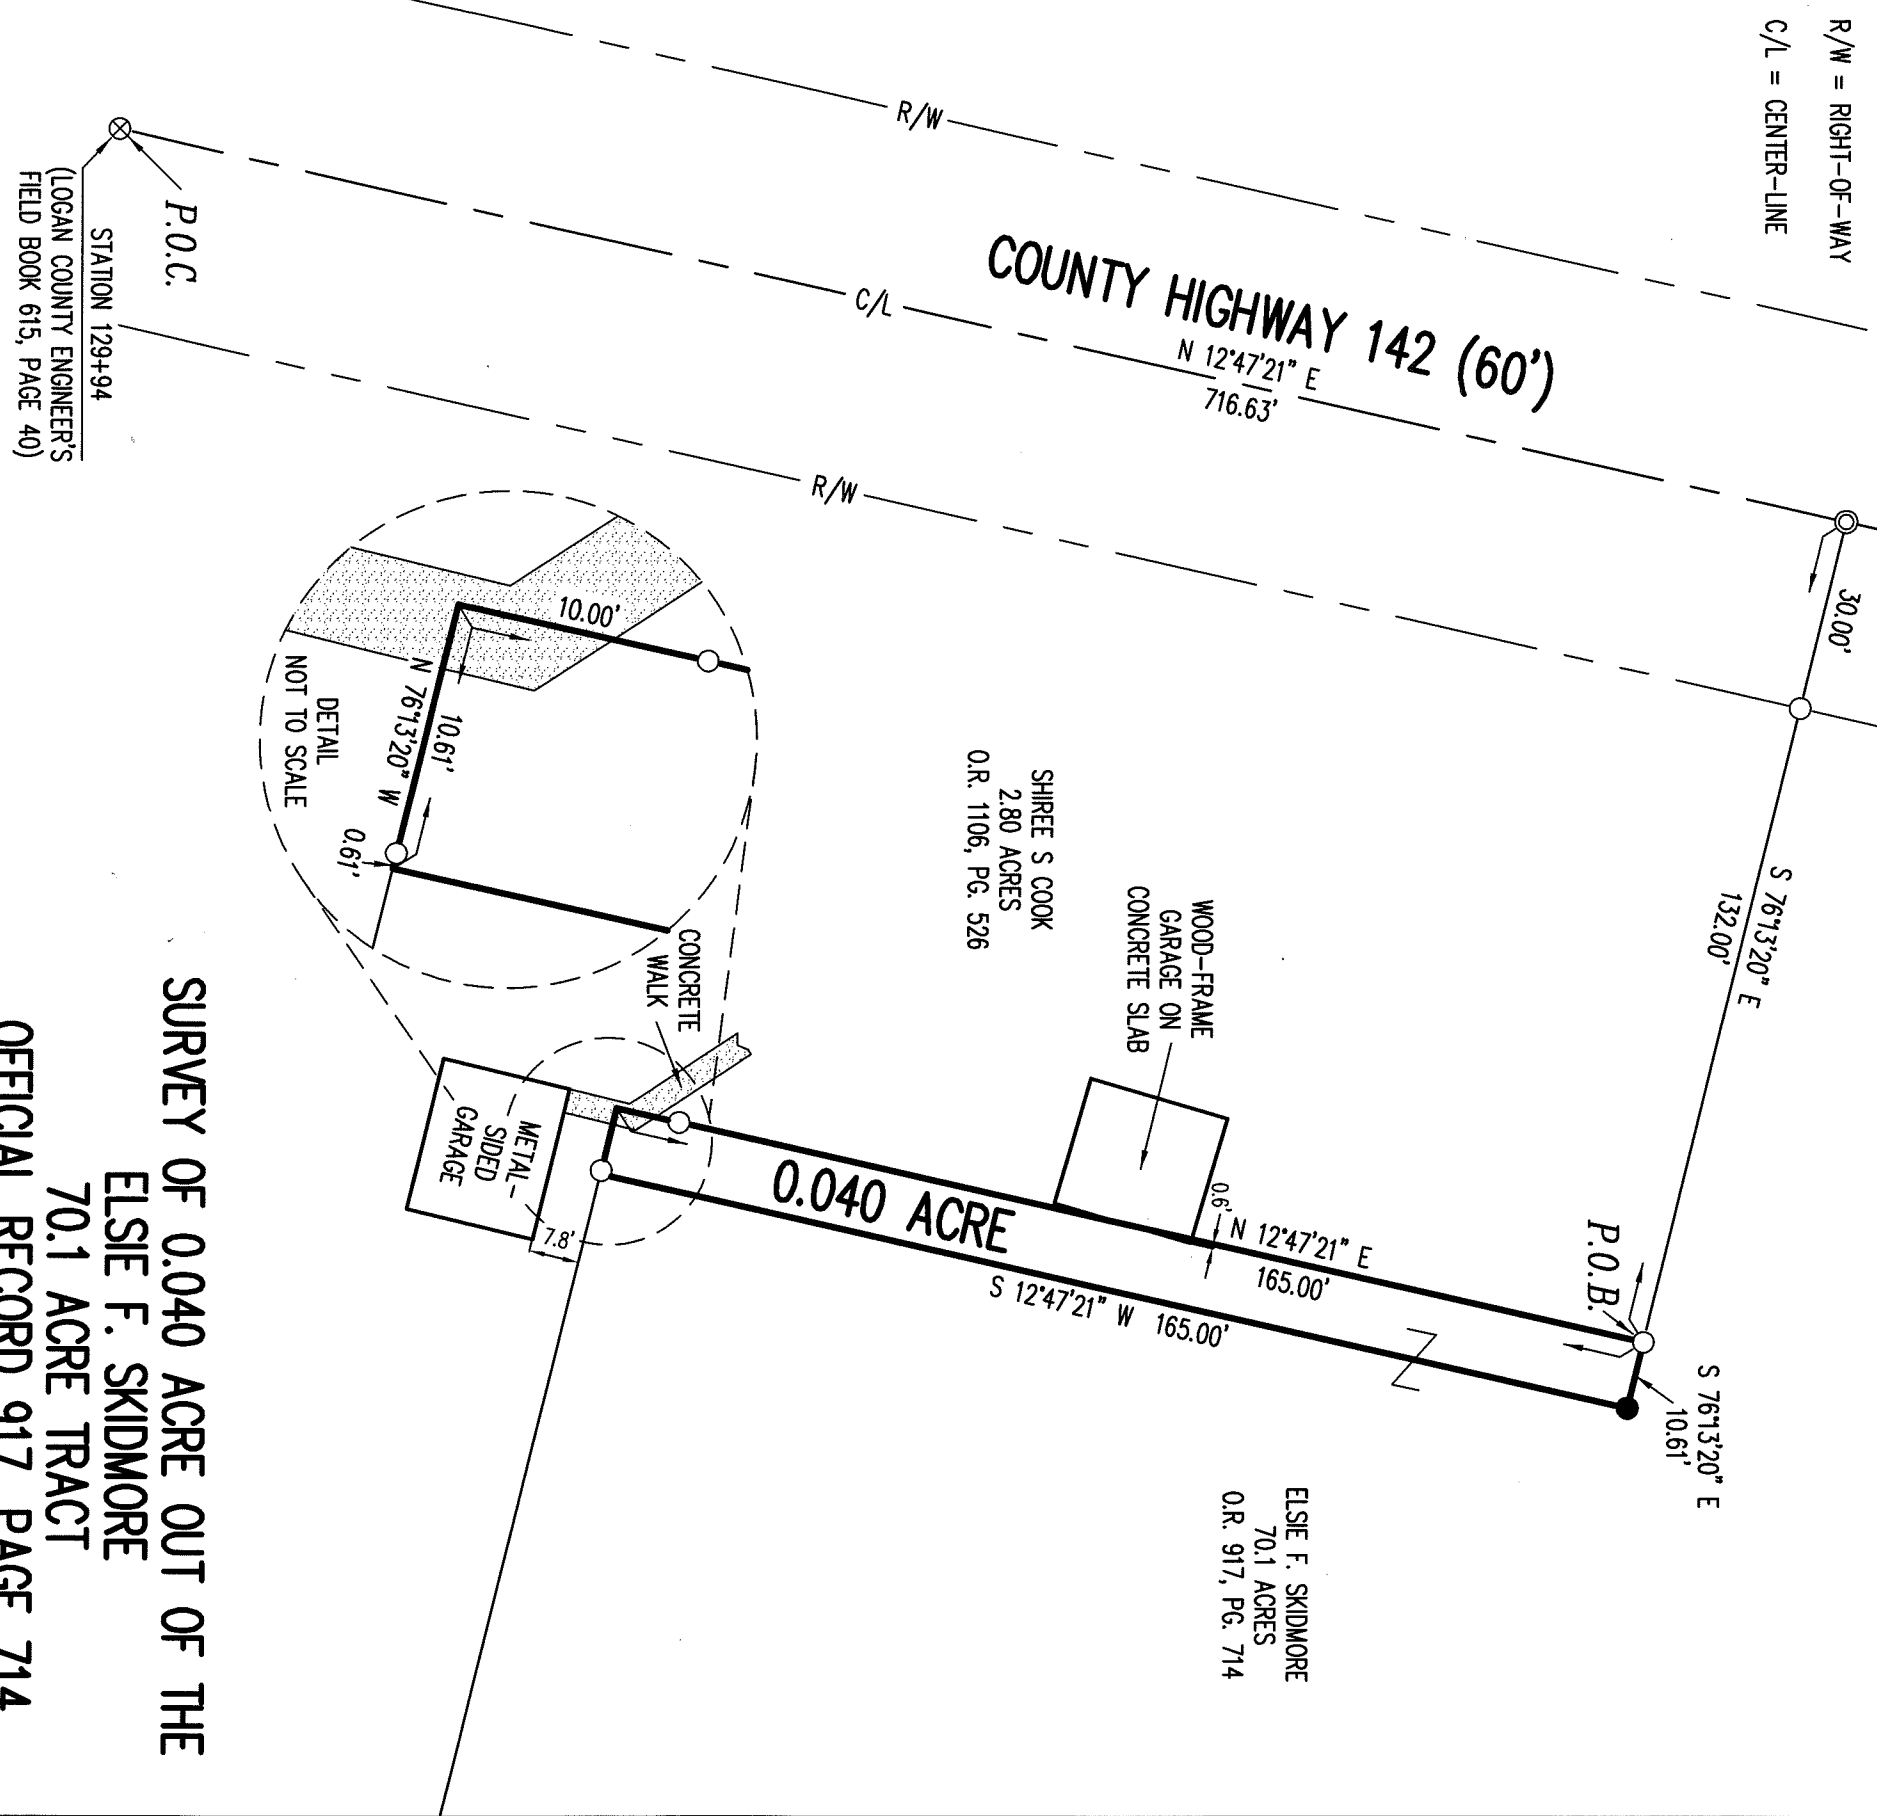 R/W = RIGHT-OF-WAY
C/L = CENTER-LINE
R/W
COUNTY HIGHWAY 142 (60')
C/L
N 12°47'21" E
716.63'
R/W
P.O.C.
STATION 129+94
(LOGAN COUNTY ENGINEER'S
FIELD BOOK 615, PAGE 40)
30.00'
S 76°13'20" E
132.00'
SHIREE S COOK
2.80 ACRES
O.R. 1106, PG. 526
WOOD-FRAME
GARAGE ON
CONCRETE SLAB
10.00'
10.61'
N 76°13'20" W
0.61'
DETAIL
NOT TO SCALE
CONCRETE
WALK
METAL-
SIDED
GARAGE
7.8'
0.040 ACRE
0.6'
N 12°47'21" E
165.00'
S 12°47'21" W 165.00'
P.O.B.
S 76°13'20" E
10.61'
ELSIE F. SKIDMORE
70.1 ACRES
O.R. 917, PG. 714
SURVEY OF 0.040 ACRE OUT OF THE
ELSIE F. SKIDMORE
70.1 ACRE TRACT
OFFICIAL RECORD 917 PAGE 714